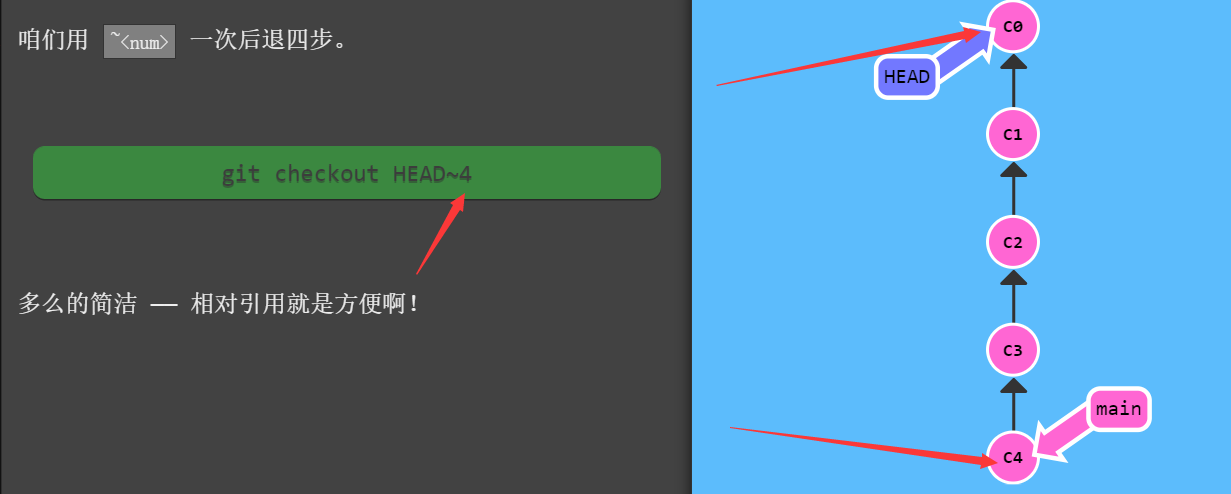 咱们用 ~<num> 一次后退四步。
git checkout HEAD~4
多么的简洁 —— 相对引用就是方便啊!
C0
HEAD
C1
C2
C3
main
C4